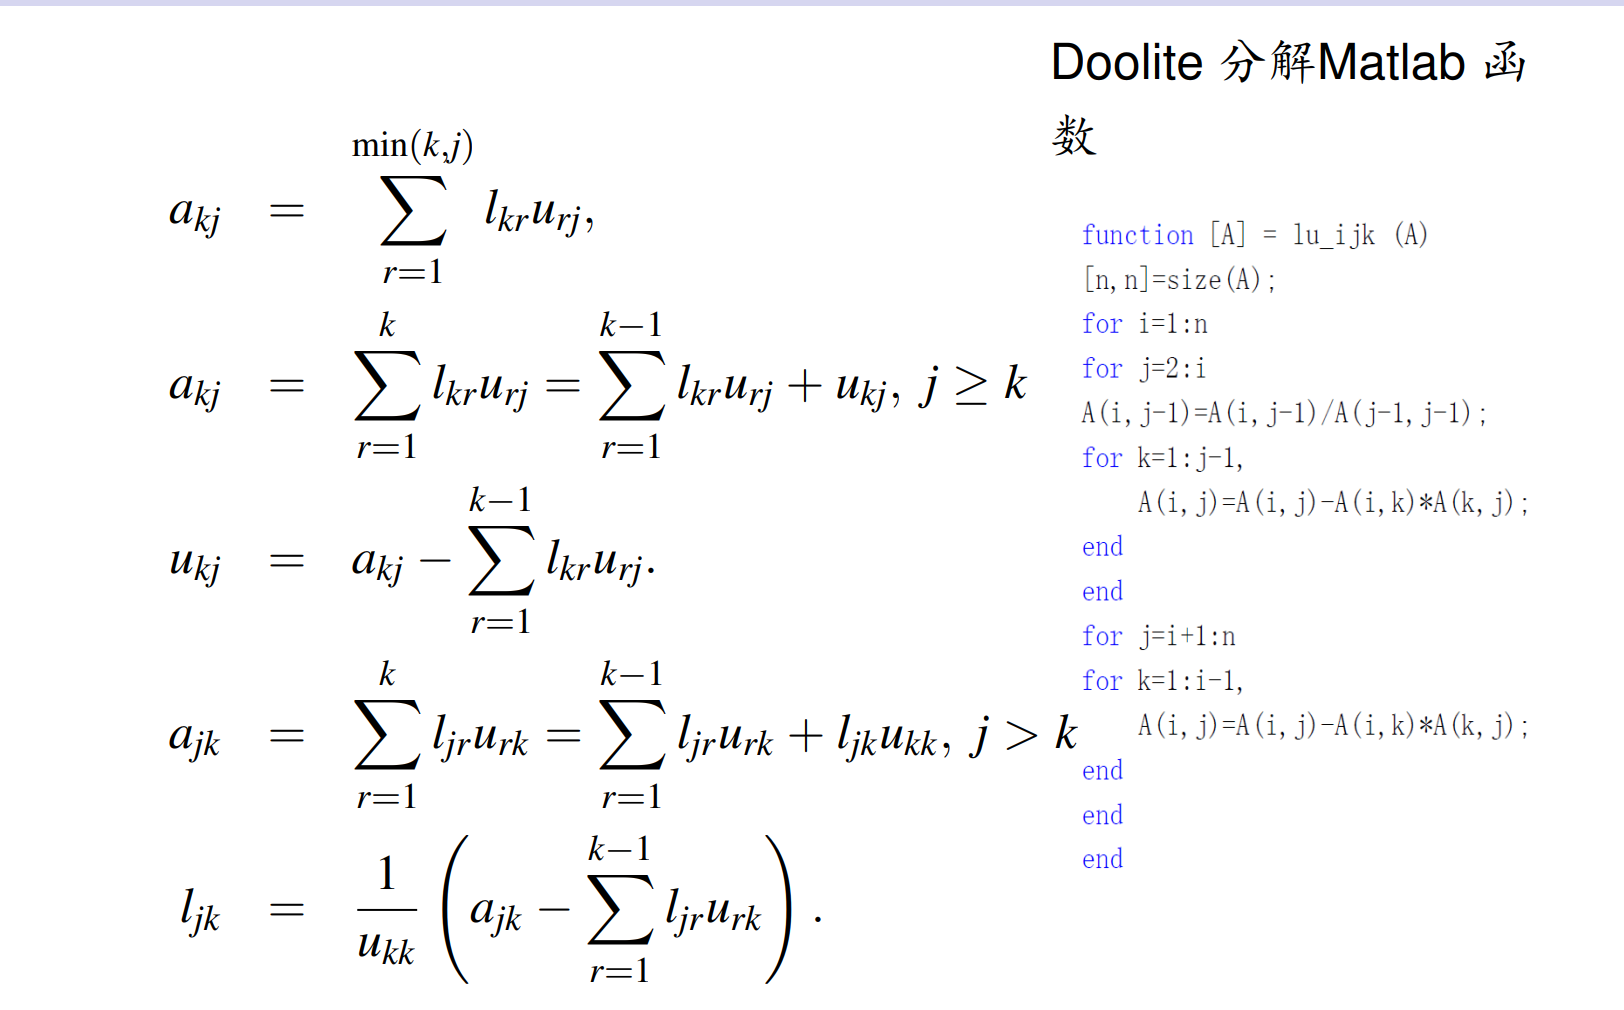 Doolite 分解Matlab 函
数
a_{kj} = \sum_{r=1}^{min(k,j)} l_{kr}u_{rj},
a_{kj} = \sum_{r=1}^{k} l_{kr}u_{rj} = \sum_{r=1}^{k-1} l_{kr}u_{rj} + u_{kj}, j ≥ k
u_{kj} = a_{kj} − \sum_{r=1}^{k-1} l_{kr}u_{rj}.
a_{jk} = \sum_{r=1}^{k} l_{jr}u_{rk} = \sum_{r=1}^{k-1} l_{jr}u_{rk} + l_{jk}u_{kk}, j > k
l_{jk} = \frac{1}{u_{kk}} \left( a_{jk} − \sum_{r=1}^{k-1} l_{jr}u_{rk} \right).
function [A] = lu_ijk (A)
[n,n]=size(A);
for i=1:n
for j=2:i
A(i,j-1)=A(i,j-1)/A(j-1,j-1);
for k=1:j-1,
A(i,j)=A(i,j)-A(i,k)*A(k,j);
end
end
for j=i+1:n
for k=1:i-1,
A(i,j)=A(i,j)-A(i,k)*A(k,j);
end
end
end